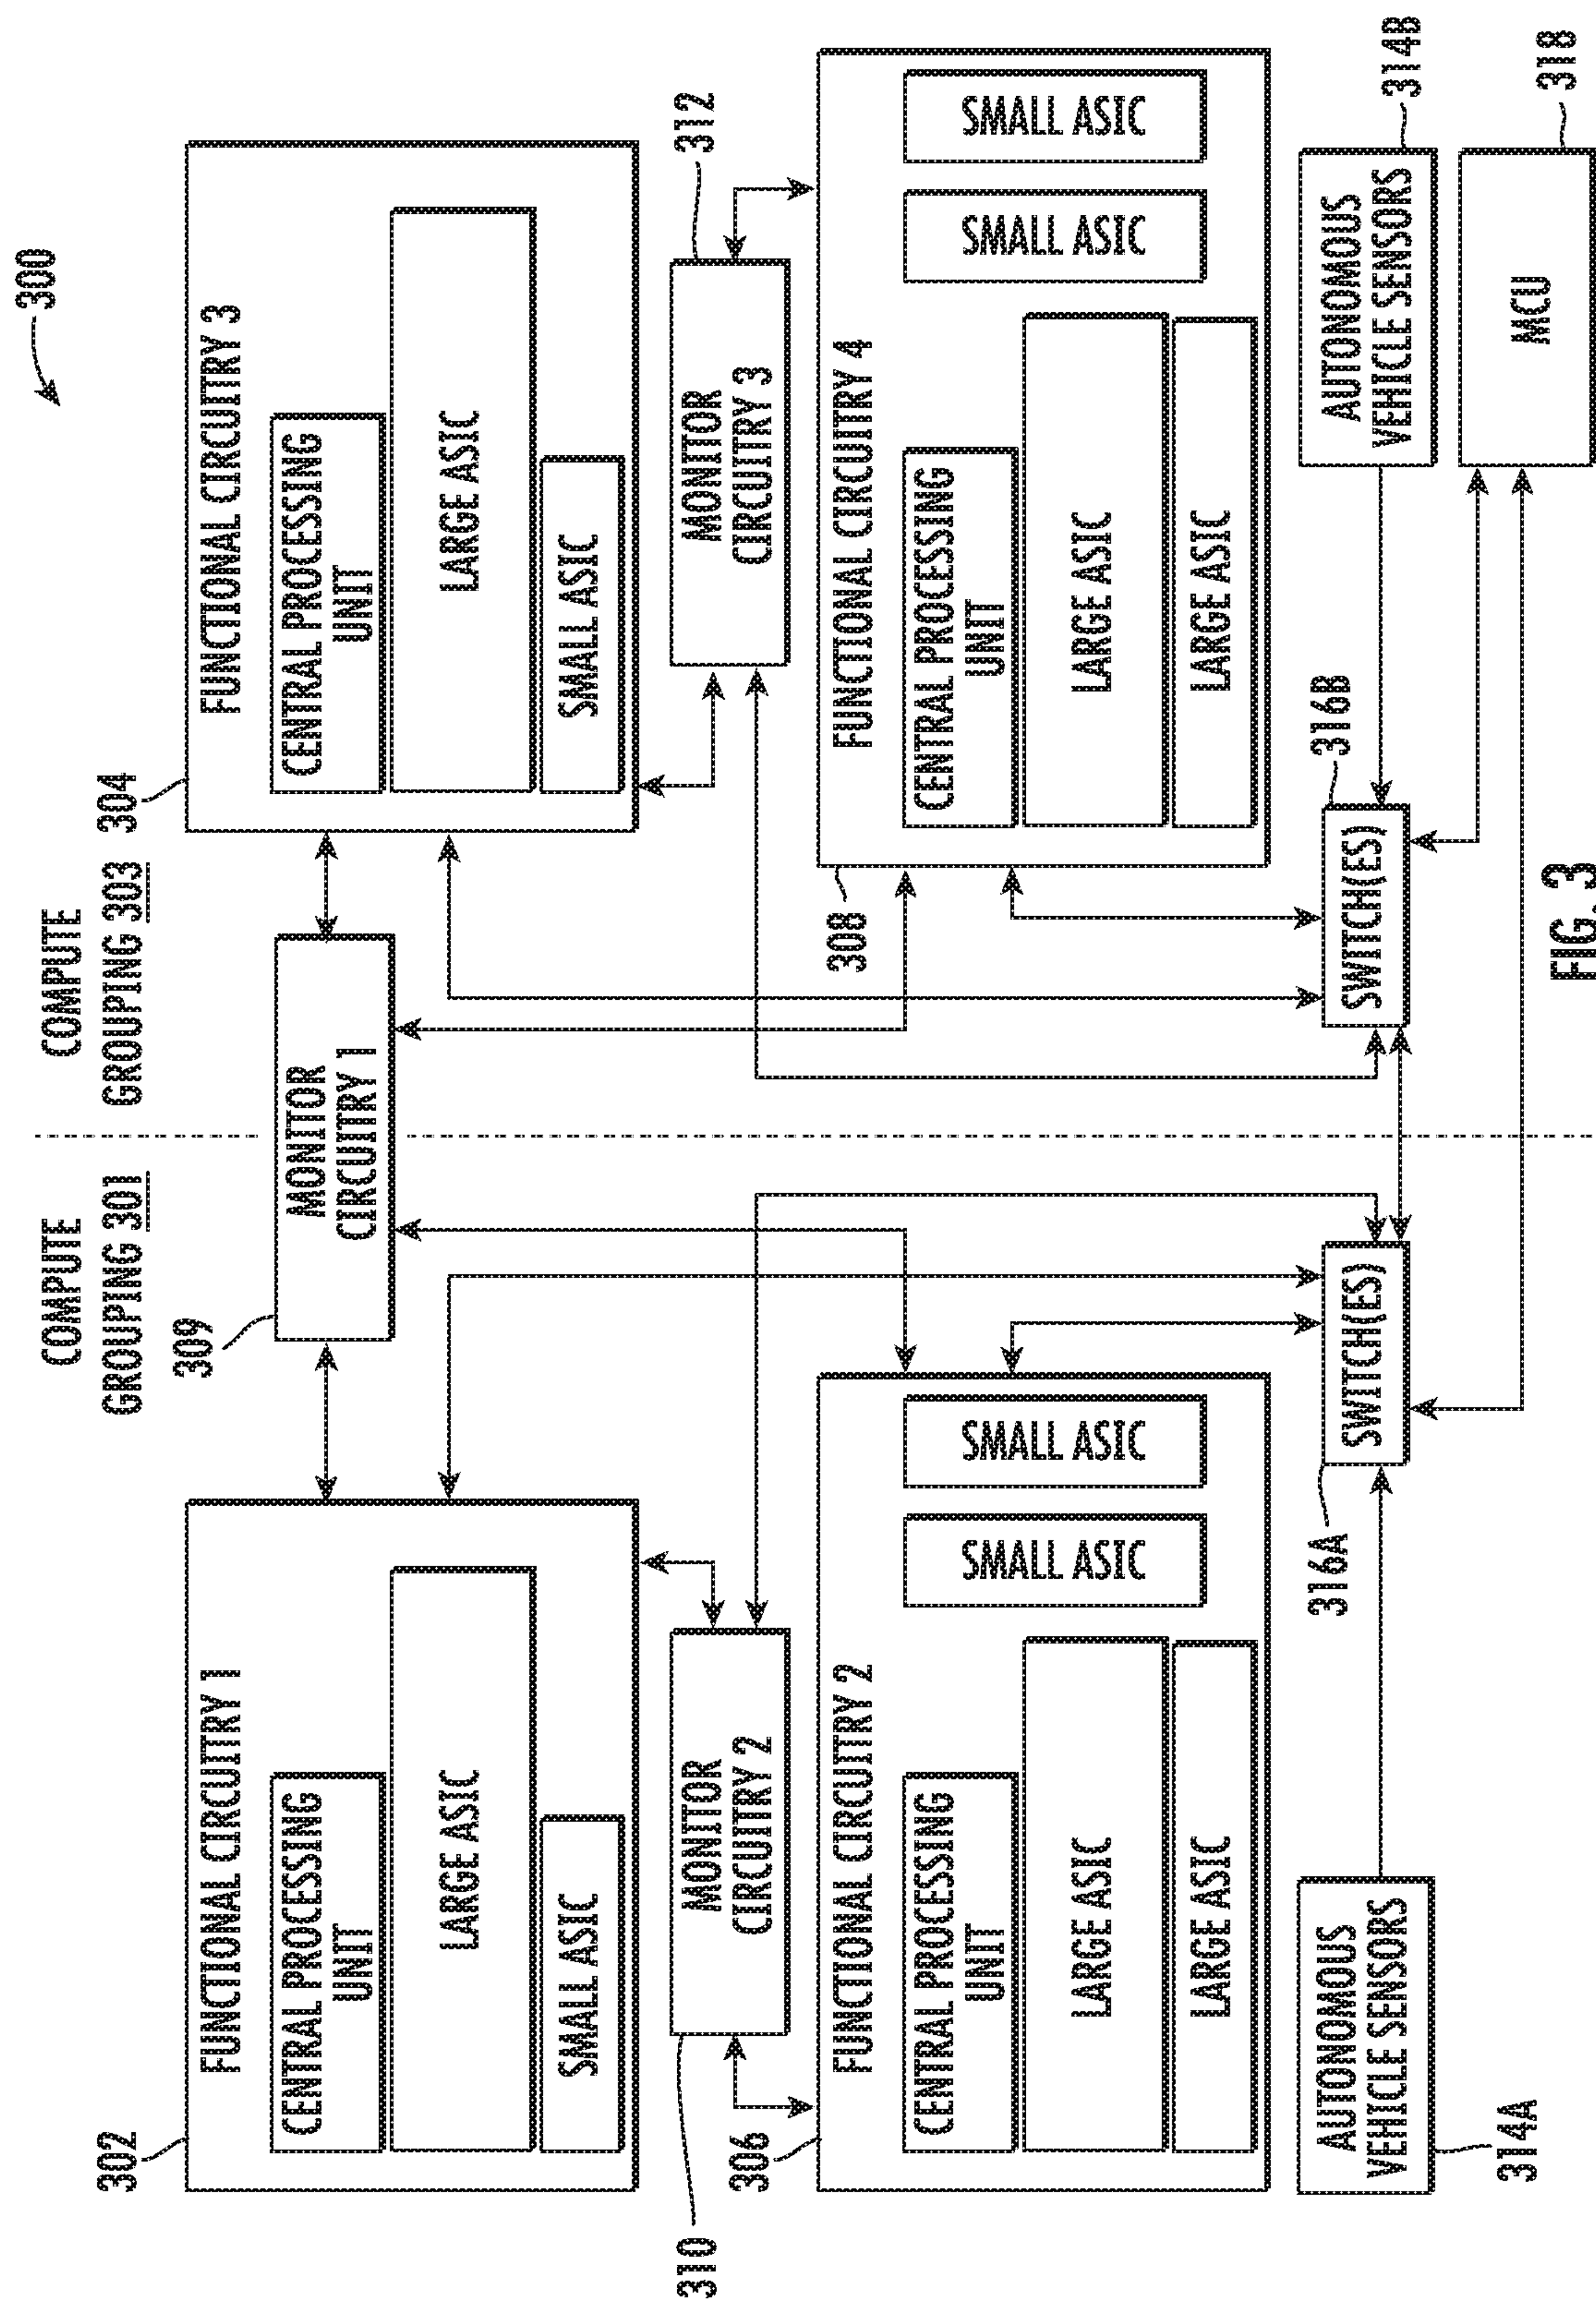 300
COMPUTE
GROUPING 301
COMPUTE
GROUPING 303
302
FUNCTIONAL CIRCUITRY 1
CENTRAL PROCESSING
UNIT
LARGE ASIC
SMALL ASIC
309
MONITOR
CIRCUITRY 1
304
FUNCTIONAL CIRCUITRY 3
CENTRAL PROCESSING
UNIT
LARGE ASIC
SMALL ASIC
310
MONITOR
CIRCUITRY 2
312
MONITOR
CIRCUITRY 3
306
FUNCTIONAL CIRCUITRY 2
CENTRAL PROCESSING
UNIT
LARGE ASIC
LARGE ASIC
SMALL ASIC
SMALL ASIC
308
FUNCTIONAL CIRCUITRY 4
CENTRAL PROCESSING
UNIT
LARGE ASIC
LARGE ASIC
SMALL ASIC
SMALL ASIC
AUTONOMOUS
VEHICLE SENSORS
314A
316A
SWITCH(ES)
SWITCH(ES)
316B
AUTONOMOUS
VEHICLE SENSORS
314B
MCU
318
FIG. 3